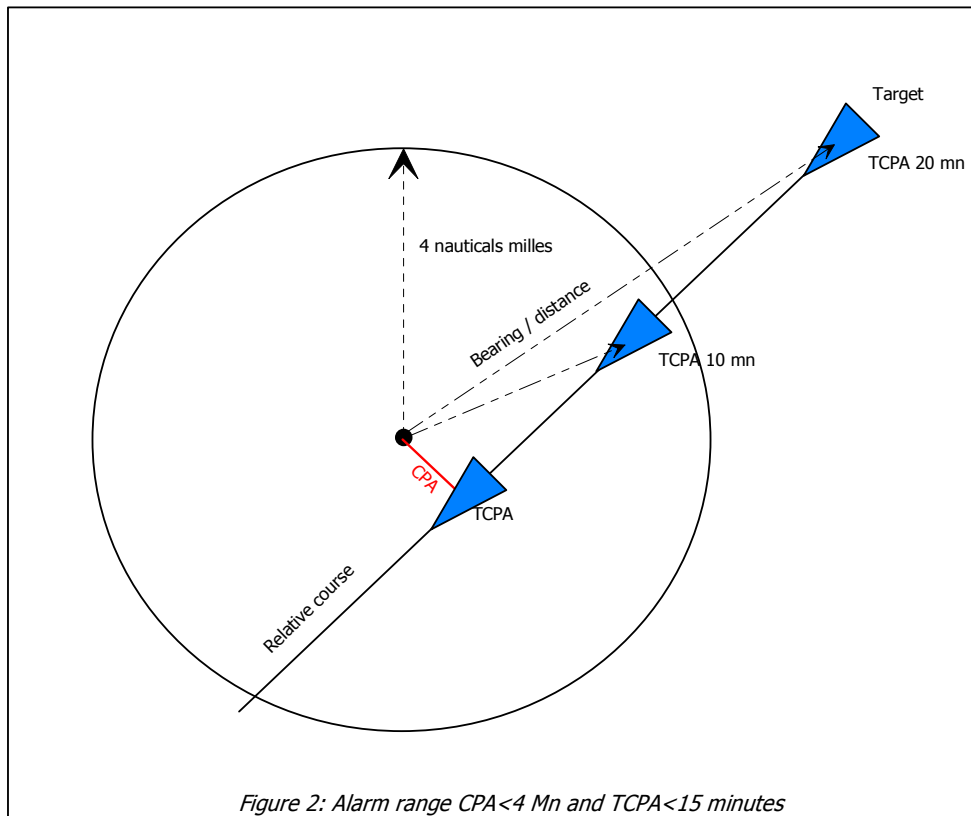 Target
TCPA 20 mn
4 nauticals milles
Bearing / distance
TCPA 10 mn
CPA
TCPA
Relative course
Figure 2: Alarm range CPA<4 Mn and TCPA<15 minutes